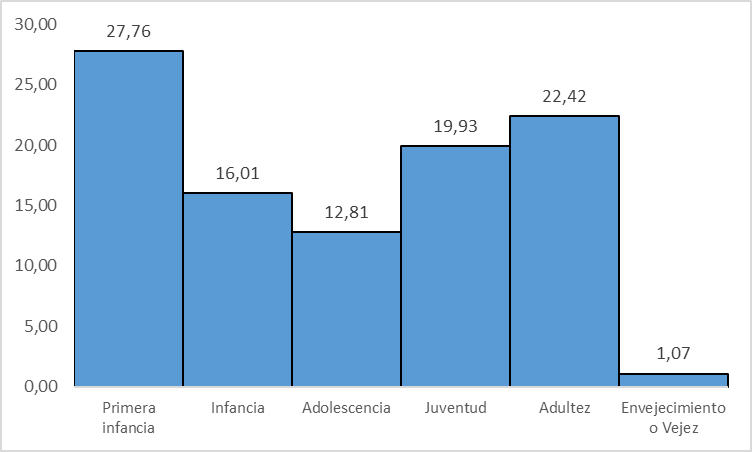 30,00
25,00
20,00
15,00
10,00
5,00
0,00
27,76
16,01
12,81
19,93
22,42
1,07
Primera
infancia
Infancia
Adolescencia
Juventud
Adultez
Envejecimiento
o Vejez